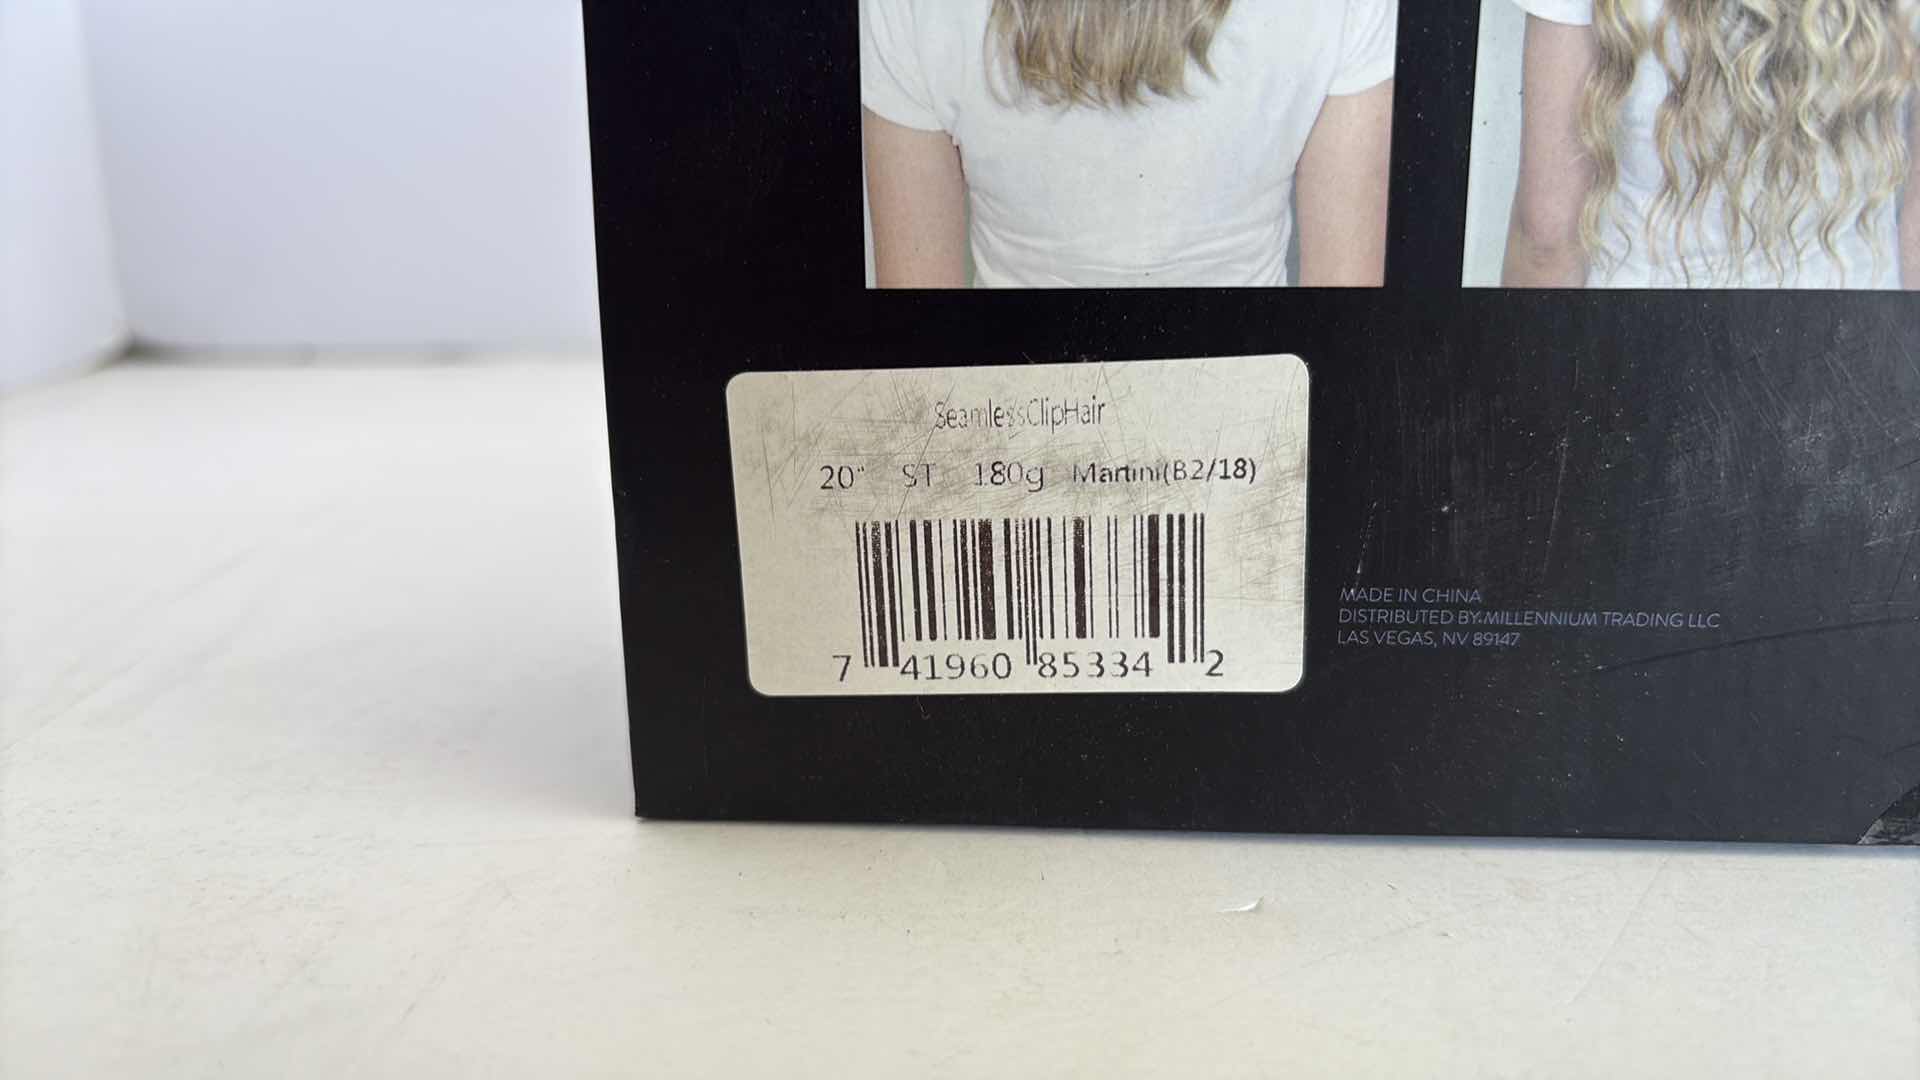 SeamlessClipHair
20" ST 180g Martini(B2/18)
7 41960 85334 2
MADE IN CHINA
DISTRIBUTED BY MILLENNIUM TRADING LLC
LAS VEGAS, NV 89147